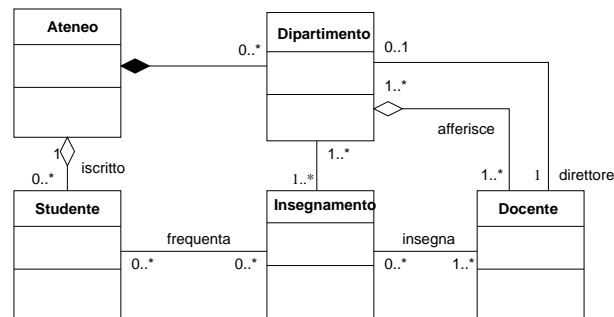 Ateneo
Dipartimento
0..*
0..1
1..*
1
iscritto
afferisce
0..*
1..*
1..*
1..*
1
direttore
Studente
Insegnamento
Docente
frequenta
insegna
0..*
0..*
0..*
1..*